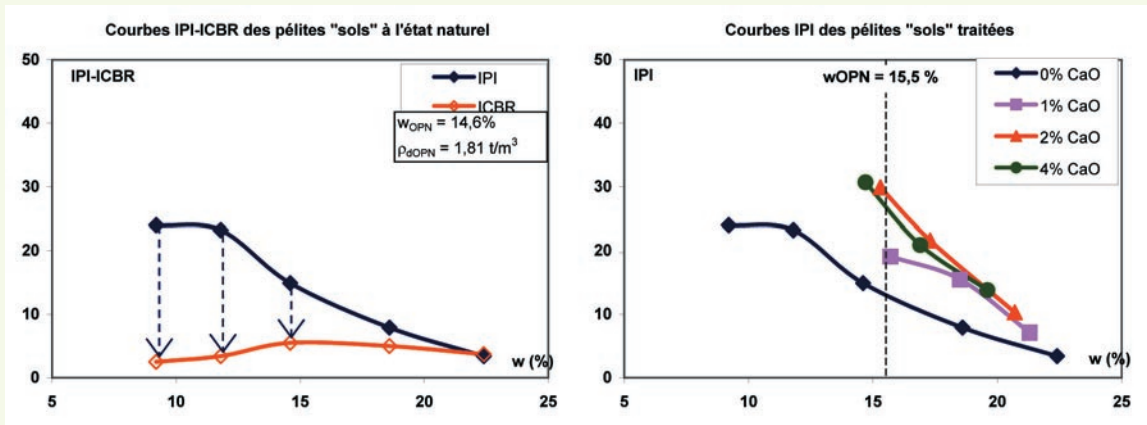 Courbes IPI-ICBR des pélites "sols" à l'état naturel
50
IPI-ICBR
IPI
ICBR
w_OPN = 14,6%
ρ_dOPN = 1,81 t/m³
40
30
20
10
0
w (%)
5 10 15 20 25
Courbes IPI des pélites "sols" traitées
50
IPI
wOPN = 15,5 %
0% CaO
1% CaO
2% CaO
4% CaO
40
30
20
10
0
w (%)
5 10 15 20 25